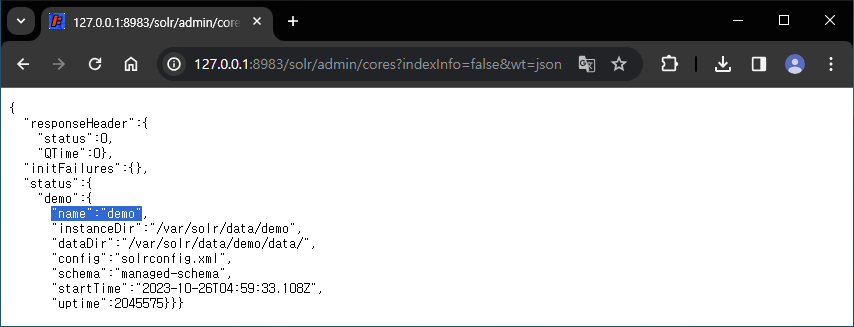 127.0.0.1:8983/solr/admin/core
127.0.0.1:8983/solr/admin/cores?indexInfo=false&wt=json
{
  "responseHeader":{
    "status":0,
    "QTime":0},
  "initFailures":{},
  "status":{
    "demo":{
      "name":"demo",
      "instanceDir":"/var/solr/data/demo",
      "dataDir":"/var/solr/data/demo/data/",
      "config":"solrconfig.xml",
      "schema":"managed-schema",
      "startTime":"2023-10-26T04:59:33.108Z",
      "uptime":2045575}}}